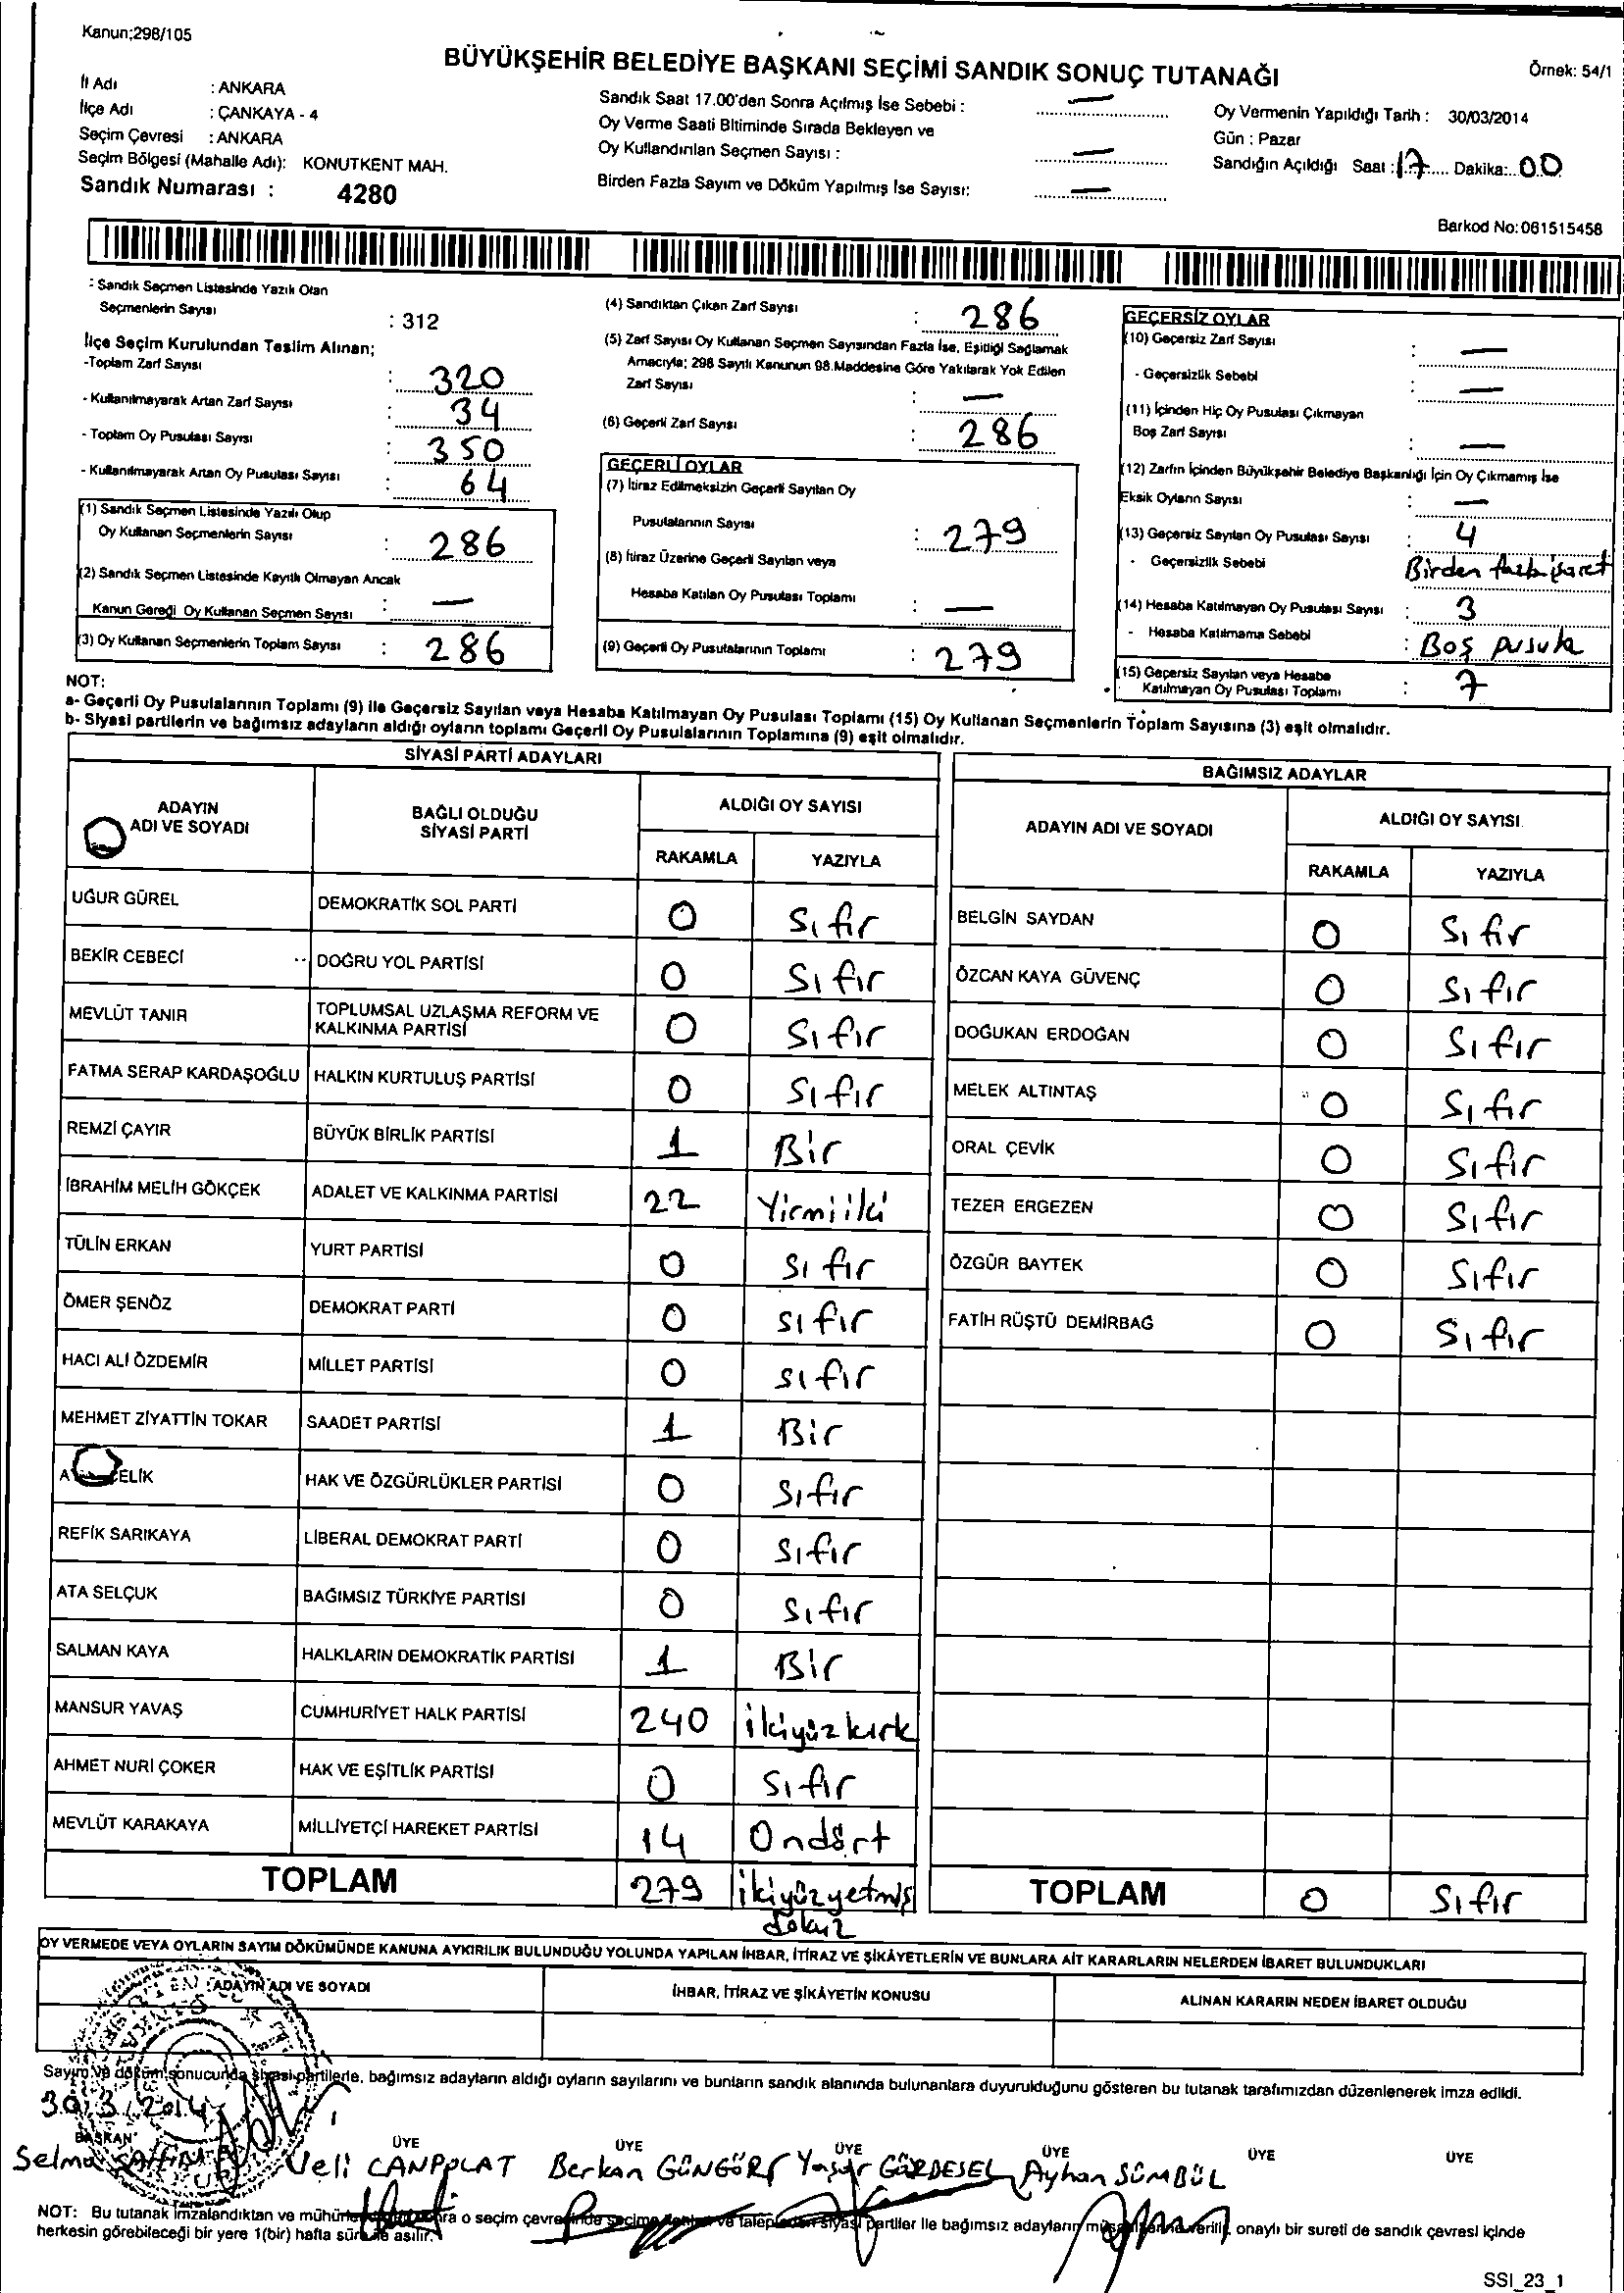 Kanun;298/105
BÜYÜKŞEHİR BELEDİYE BAŞKANI SEÇİMİ SANDIK SONUÇ TUTANAĞI
Örnek: 54/1
İl Adı : ANKARA
İlçe Adı : ÇANKAYA - 4
Seçim Çevresi : ANKARA
Seçim Bölgesi (Mahalle Adı): KONUTKENT MAH.
Sandık Numarası : 4280
Sandık Saat 17.00'den Sonra Açılmış İse Sebebi : —
Oy Verme Saati Bitiminde Sırada Bekleyen ve
Oy Kullandırılan Seçmen Sayısı : —
Birden Fazla Sayım ve Döküm Yapılmış İse Sayısı: —
Oy Vermenin Yapıldığı Tarih : 30/03/2014
Gün : Pazar
Sandığın Açıldığı Saat : 17 Dakika: 00
Barkod No: 061515458
: Sandık Seçmen Listesinde Yazılı Olan
Seçmenlerin Sayısı : 312
İlçe Seçim Kurulundan Teslim Alınan;
-Toplam Zarf Sayısı : 320
- Kullanılmayarak Artan Zarf Sayısı : 34
- Toplam Oy Pusulası Sayısı : 350
- Kullanılmayarak Artan Oy Pusulası Sayısı : 64
(1) Sandık Seçmen Listesinde Yazılı Olup
Oy Kullanan Seçmenlerin Sayısı : 286
(2) Sandık Seçmen Listesinde Kayıtlı Olmayan Ancak
Kanun Gereği Oy Kullanan Seçmen Sayısı : —
(3) Oy Kullanan Seçmenlerin Toplam Sayısı : 286
(4) Sandıktan Çıkan Zarf Sayısı : 286
(5) Zarf Sayısı Oy Kullanan Seçmen Sayısından Fazla İse, Eşitliği Sağlamak
Amacıyla; 298 Sayılı Kanunun 98.Maddesine Göre Yakılarak Yok Edilen
Zarf Sayısı : —
(6) Geçerli Zarf Sayısı : 286
GEÇERLİ OYLAR
(7) İtiraz Edilmeksizin Geçerli Sayılan Oy
Pusulalarının Sayısı : 279
(8) İtiraz Üzerine Geçerli Sayılan veya
Hesaba Katılan Oy Pusulası Toplamı : —
(9) Geçerli Oy Pusulalarının Toplamı : 279
GEÇERSİZ OYLAR
(10) Geçersiz Zarf Sayısı : —
- Geçersizlik Sebebi : —
(11) İçinden Hiç Oy Pusulası Çıkmayan
Boş Zarf Sayısı : —
(12) Zarfın İçinden Büyükşehir Belediye Başkanlığı İçin Oy Çıkmamış İse
Eksik Oyların Sayısı : —
(13) Geçersiz Sayılan Oy Pusulası Sayısı : 4
- Geçersizlik Sebebi Birden fazla işaret
(14) Hesaba Katılmayan Oy Pusulası Sayısı : 3
- Hesaba Katılmama Sebebi : Boş pusula
(15) Geçersiz Sayılan veya Hesaba
Katılmayan Oy Pusulası Toplamı : 7
NOT:
a- Geçerli Oy Pusulalarının Toplamı (9) ile Geçersiz Sayılan veya Hesaba Katılmayan Oy Pusulası Toplamı (15) Oy Kullanan Seçmenlerin Toplam Sayısına (3) eşit olmalıdır.
b- Siyasi partilerin ve bağımsız adayların aldığı oyların toplamı Geçerli Oy Pusulalarının Toplamına (9) eşit olmalıdır.
SİYASİ PARTİ ADAYLARI
ADAYIN ADI VE SOYADI BAĞLI OLDUĞU SİYASİ PARTİ ALDIĞI OY SAYISI
RAKAMLA YAZIYLA
UĞUR GÜREL DEMOKRATİK SOL PARTİ 0 Sıfır
BEKİR CEBECİ DOĞRU YOL PARTİSİ 0 Sıfır
MEVLÜT TANIR TOPLUMSAL UZLAŞMA REFORM VE KALKINMA PARTİSİ 0 Sıfır
FATMA SERAP KARDAŞOĞLU HALKIN KURTULUŞ PARTİSİ 0 Sıfır
REMZİ ÇAYIR BÜYÜK BİRLİK PARTİSİ 1 Bir
İBRAHİM MELİH GÖKÇEK ADALET VE KALKINMA PARTİSİ 22 Yirmiiki
TÜLİN ERKAN YURT PARTİSİ 0 Sıfır
ÖMER ŞENÖZ DEMOKRAT PARTİ 0 sıfır
HACI ALİ ÖZDEMİR MİLLET PARTİSİ 0 sıfır
MEHMET ZİYATTİN TOKAR SAADET PARTİSİ 1 Bir
HAK VE ÖZGÜRLÜKLER PARTİSİ 0 Sıfır
REFİK SARIKAYA LİBERAL DEMOKRAT PARTİ 0 Sıfır
ATA SELÇUK BAĞIMSIZ TÜRKİYE PARTİSİ 0 Sıfır
SALMAN KAYA HALKLARIN DEMOKRATİK PARTİSİ 1 Bir
MANSUR YAVAŞ CUMHURİYET HALK PARTİSİ 240 ikiyüzkırk
AHMET NURİ ÇOKER HAK VE EŞİTLİK PARTİSİ 0 Sıfır
MEVLÜT KARAKAYA MİLLİYETÇİ HAREKET PARTİSİ 14 Ondört
TOPLAM 279 ikiyüzyetmiş
dokuz
BAĞIMSIZ ADAYLAR
ADAYIN ADI VE SOYADI ALDIĞI OY SAYISI
RAKAMLA YAZIYLA
BELGİN SAYDAN 0 Sıfır
ÖZCAN KAYA GÜVENÇ 0 Sıfır
DOĞUKAN ERDOĞAN 0 Sıfır
MELEK ALTINTAŞ 0 Sıfır
ORAL ÇEVİK 0 Sıfır
TEZER ERGEZEN 0 Sıfır
ÖZGÜR BAYTEK 0 Sıfır
FATİH RÜŞTÜ DEMİRBAĞ 0 Sıfır
TOPLAM 0 Sıfır
OY VERMEDE VEYA OYLARIN SAYIM DÖKÜMÜNDE KANUNA AYKIRILIK BULUNDUĞU YOLUNDA YAPILAN İHBAR, İTİRAZ VE ŞİKÂYETLERİN VE BUNLARA AİT KARARLARIN NELERDEN İBARET BULUNDUKLARI
ADAYIN ADI VE SOYADI İHBAR, İTİRAZ VE ŞİKÂYETİN KONUSU ALINAN KARARIN NEDEN İBARET OLDUĞU
Sayım ve döküm sonucunda siyasi partilerle, bağımsız adayların aldığı oyların sayılarını ve bunların sandık alanında bulunanlara duyurulduğunu gösteren bu tutanak tarafımızdan düzenlenerek imza edildi.
30/3/2014
BAŞKAN ÜYE ÜYE ÜYE ÜYE ÜYE ÜYE
Selma Veli CANPOLAT Berkan GÜNGÖR Yaşar GÜRDESEL Ayhan SÜMBÜL
NOT: Bu tutanak imzalandıktan ve o seçim partiler ile bağımsız adayların onaylı bir sureti de sandık çevresi içinde
herkesin görebileceği bir yere 1(bir) hafta süre ile asılır.
SSI_23_1